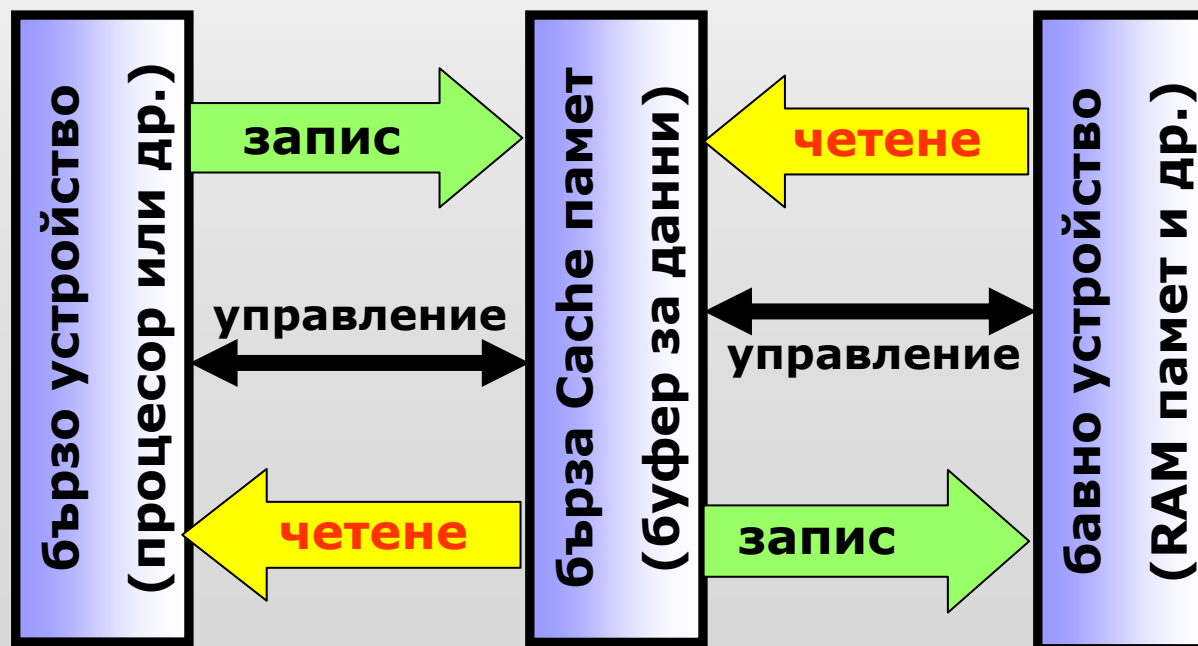 бързо устройство
(процесор или др.)
запис
управление
четене
бърза Cache памет
(буфер за данни)
четене
управление
запис
бавно устройство
(RAM памет и др.)